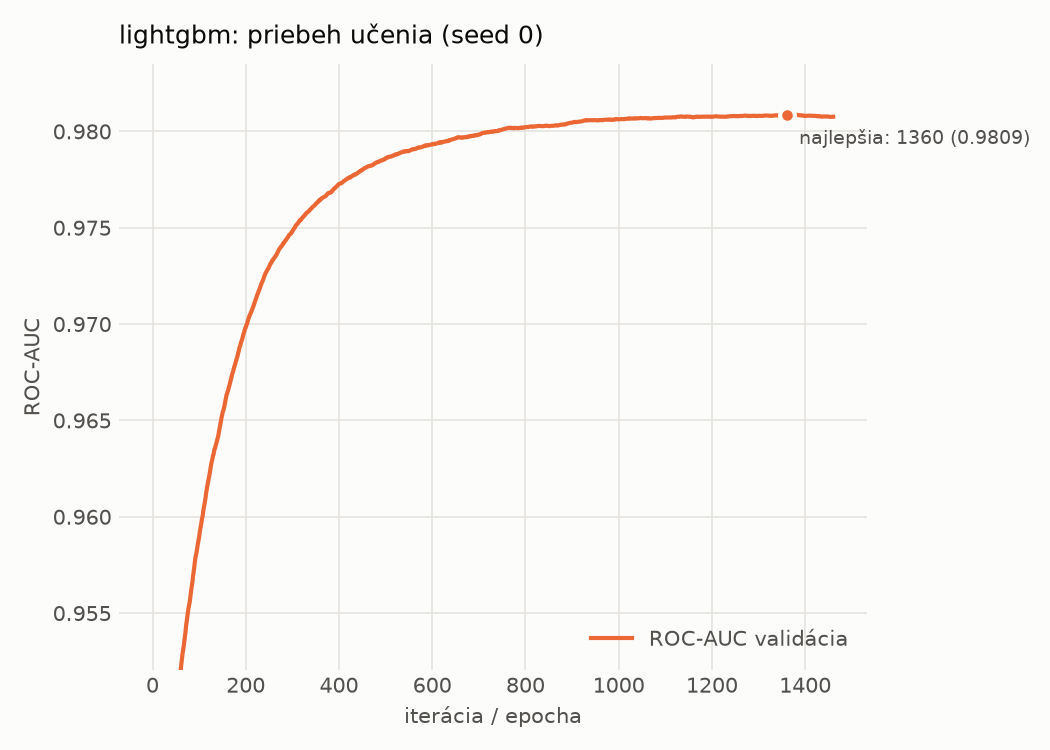 lightgbm: priebeh učenia (seed 0)
0.980
najlepšia: 1360 (0.9809)
0.975
0.970
0.965
0.960
0.955
ROC-AUC
ROC-AUC validácia
0 200 400 600 800 1000 1200 1400
iterácia / epocha